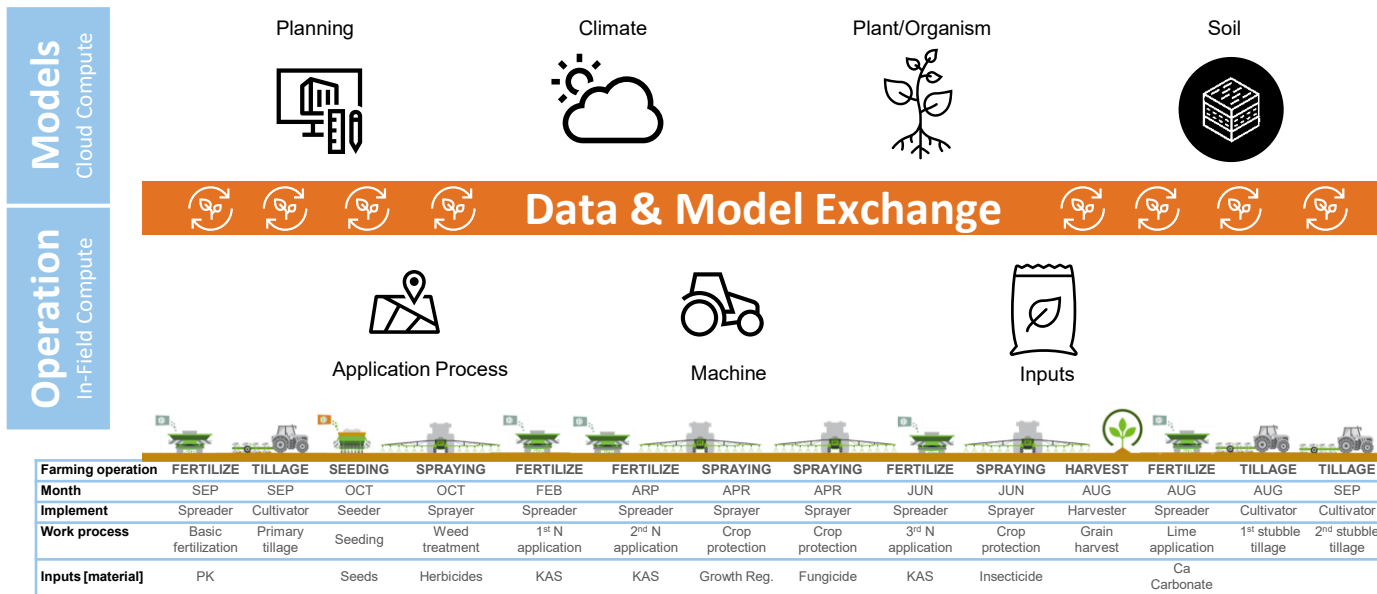 Models
Cloud Compute
Planning
Climate
Plant/Organism
Soil
Data & Model Exchange
Operation
In-Field Compute
Application Process
Machine
Inputs
Farming operation FERTILIZE TILLAGE SEEDING SPRAYING FERTILIZE FERTILIZE SPRAYING SPRAYING FERTILIZE SPRAYING HARVEST FERTILIZE TILLAGE TILLAGE
Month SEP SEP OCT OCT FEB ARP APR APR JUN JUN AUG AUG AUG SEP
Implement Spreader Cultivator Seeder Sprayer Spreader Spreader Sprayer Sprayer Spreader Sprayer Harvester Spreader Cultivator Cultivator
Work process Basic Primary Seeding Weed 1st N 2nd N Crop Crop 3rd N Crop Grain Lime 1st stubble 2nd stubble
fertilization tillage treatment application application protection protection application protection harvest application tillage tillage
Inputs [material] PK Seeds Herbicides KAS KAS Growth Reg. Fungicide KAS Insecticide Ca
Carbonate